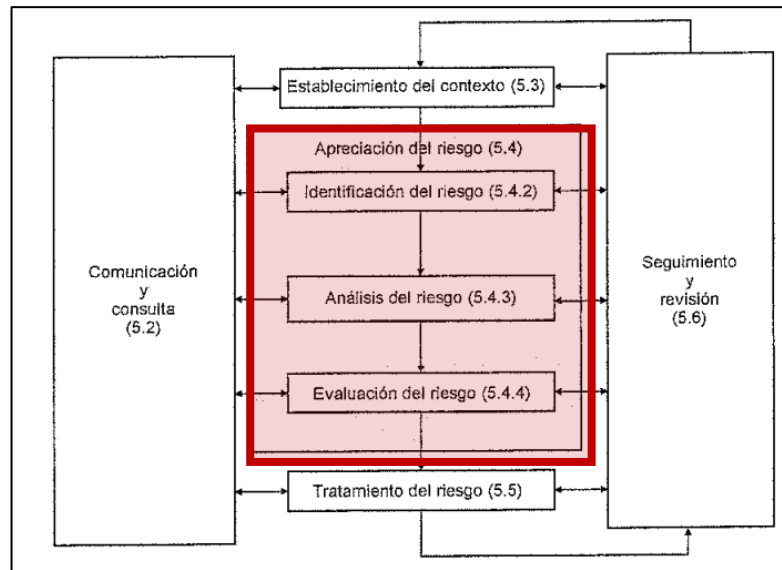 Establecimiento del contexto (5.3)
Apreciación del riesgo (5.4)
Identificación del riesgo (5.4.2)
Comunicación
y
consulta
(5.2)
Análisis del riesgo (5.4.3)
Seguimiento
y
revisión
(5.6)
Evaluación del riesgo (5.4.4)
Tratamiento del riesgo (5.5)